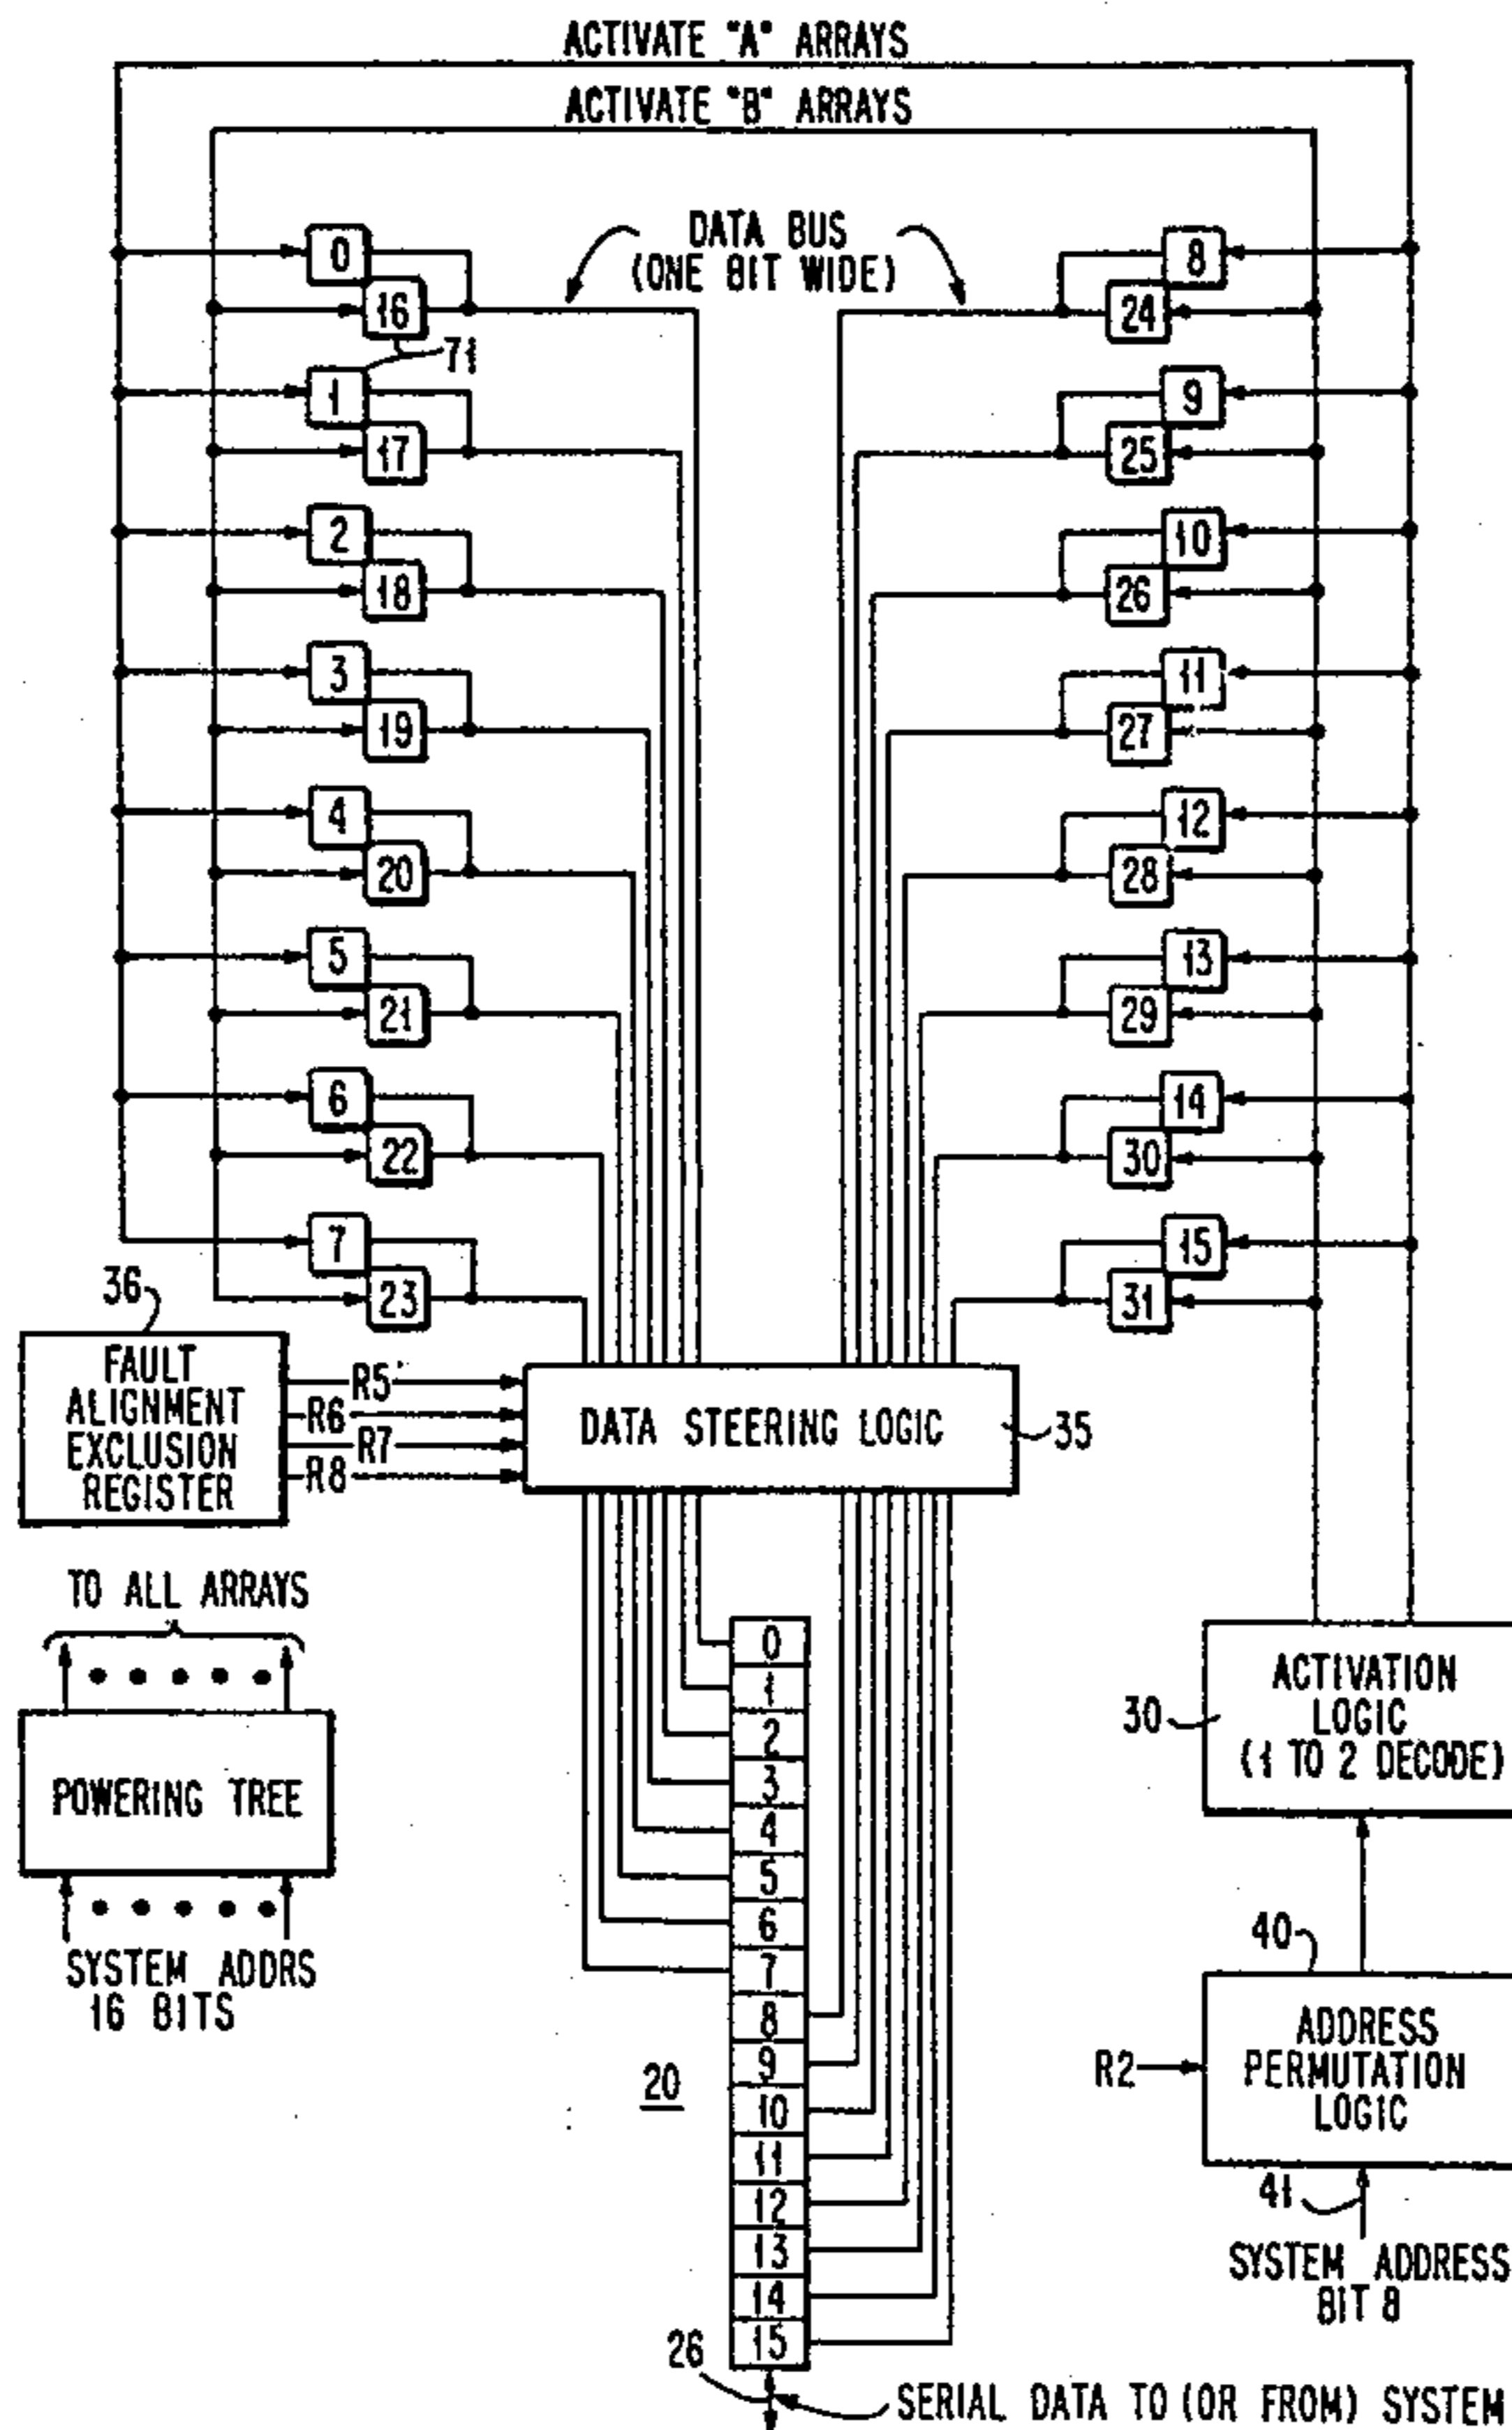 ACTIVATE "A" ARRAYS
ACTIVATE "B" ARRAYS
DATA BUS
(ONE BIT WIDE)
0
16
71
1
17
2
18
3
19
4
20
5
21
6
22
7
23
8
24
9
25
10
26
11
27
12
28
13
29
14
30
15
31
36
FAULT
ALIGNMENT
EXCLUSION
REGISTER
R5
R6
R7
R8
DATA STEERING LOGIC
35
TO ALL ARRAYS
POWERING TREE
SYSTEM ADDRS
16 BITS
0
1
2
3
4
5
6
7
8
9
10
11
12
13
14
15
20
26
SERIAL DATA TO (OR FROM) SYSTEM
30
ACTIVATION
LOGIC
(1 TO 2 DECODE)
40
R2
ADDRESS
PERMUTATION
LOGIC
41
SYSTEM ADDRESS
BIT 8